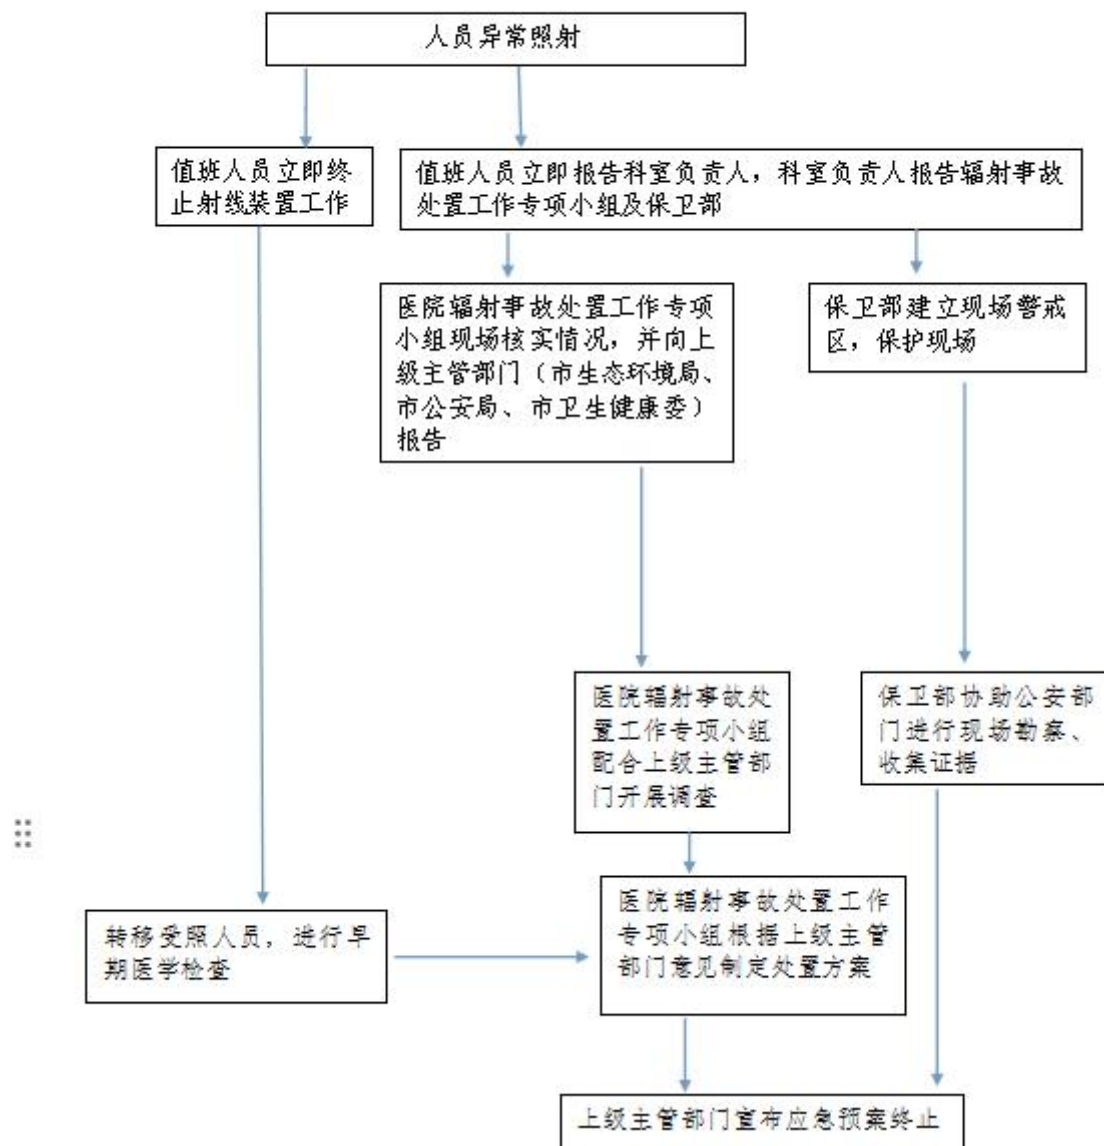 人员异常照射
值班人员立即终
止射线装置工作
值班人员立即报告科室负责人，科室负责人报告辐射事故
处置工作专项小组及保卫部
医院辐射事故处置工作专项
小组现场核实情况，并向上
级主管部门（市生态环境局、
市公安局、市卫生健康委）
报告
保卫部建立现场警戒
区，保护现场
医院辐射事故处
置工作专项小组
配合上级主管部
门开展调查
保卫部协助公安部
门进行现场勘察、
收集证据
转移受照人员，进行早
期医学检查
医院辐射事故处置工作
专项小组根据上级主管
部门意见制定处置方案
上级主管部门宣布应急预案终止